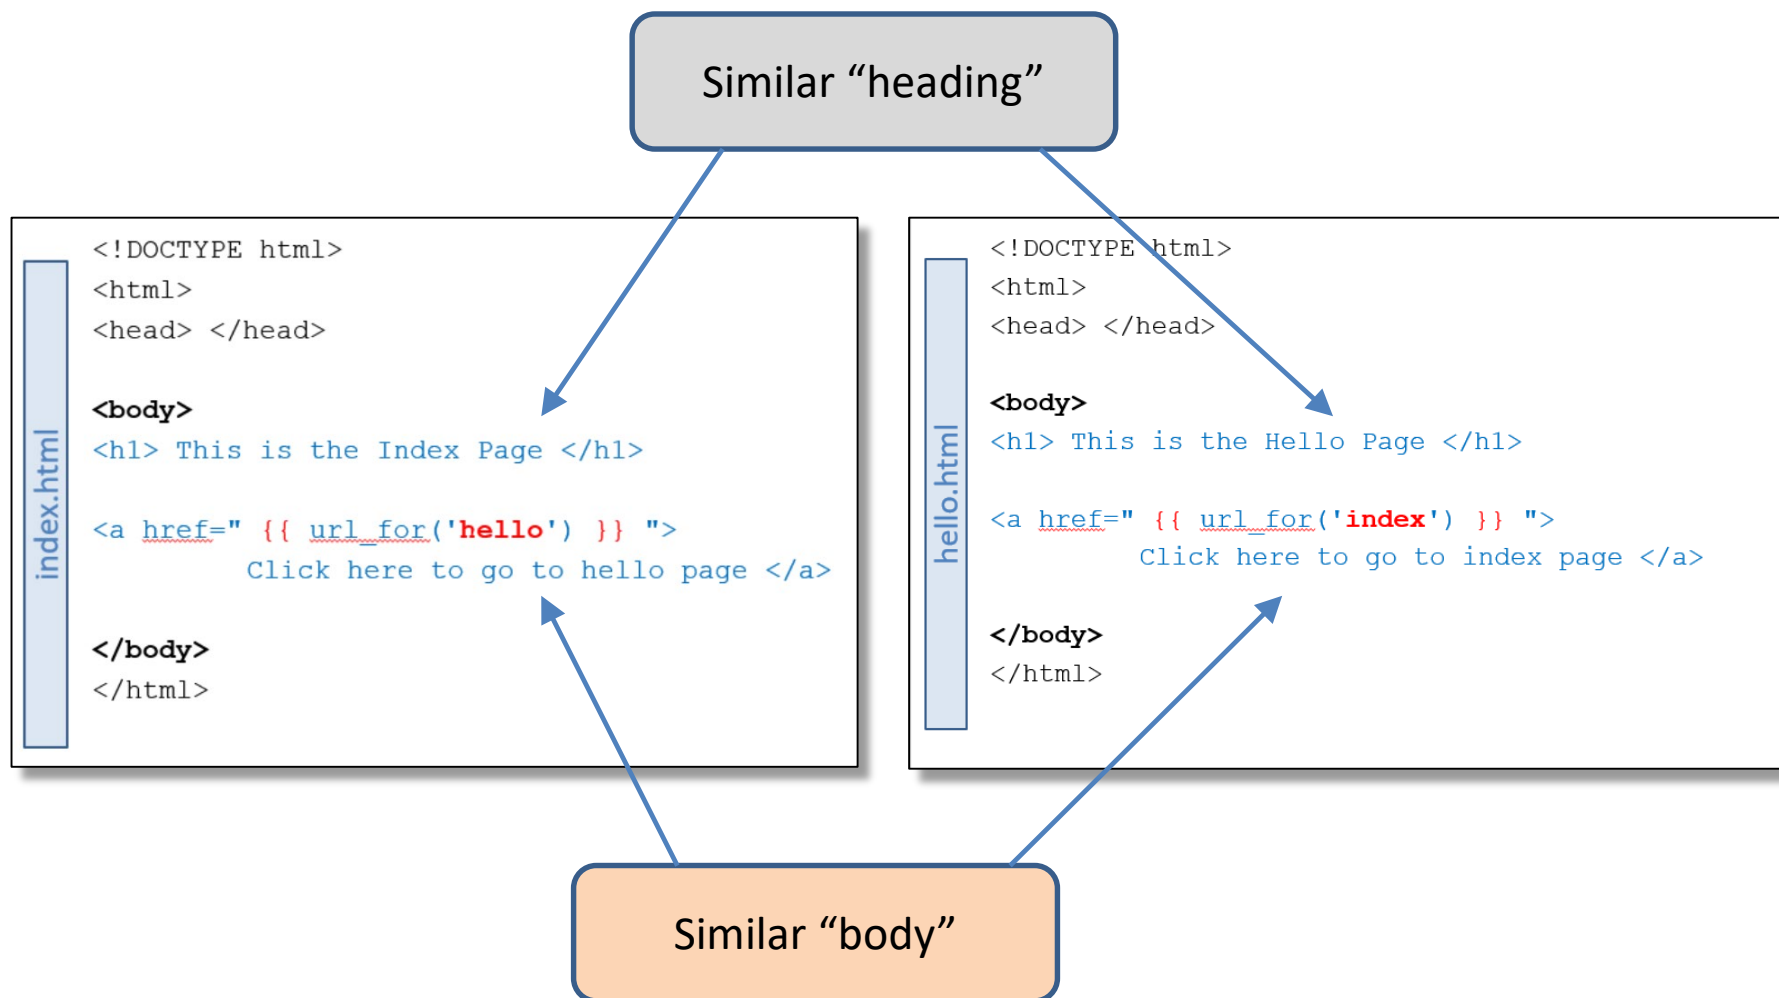 Similar “heading”
index.html
<!DOCTYPE html>
<html>
<head> </head>
<body>
<h1> This is the Index Page </h1>
<a href=" {{ url_for('hello') }} ">
Click here to go to hello page </a>
</body>
</html>
hello.html
<!DOCTYPE html>
<html>
<head> </head>
<body>
<h1> This is the Hello Page </h1>
<a href=" {{ url_for('index') }} ">
Click here to go to index page </a>
</body>
</html>
Similar “body”